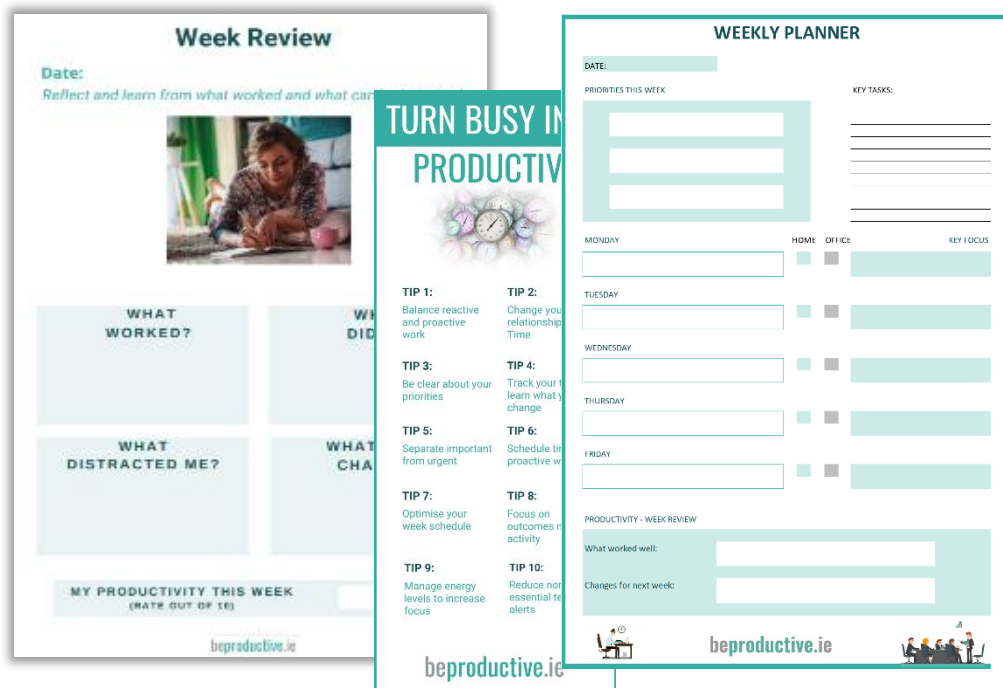 Week Review
Date:
Reflect and learn from what worked and what can
WHAT
WORKED?
WHAT
DISTRACTED ME?
WHAT
CHA
MY PRODUCTIVITY THIS WEEK
(RATE OUT OF 10)
beproductive.ie
TURN BUSY IN
PRODUCTIV
TIP 1:
Balance reactive
and proactive
work
TIP 2:
Change you
relationship
Time
TIP 3:
Be clear about your
priorities
TIP 4:
Track your t
learn what y
change
TIP 5:
Separate important
from urgent
TIP 6:
Schedule ti
proactive w
TIP 7:
Optimise your
week schedule
TIP 8:
Focus on
outcomes n
activity
TIP 9:
Manage energy
levels to increase
focus
TIP 10:
Reduce non
essential te
alerts
beproductive.ie
WEEKLY PLANNER
DATE:
PRIORITIES THIS WEEK
KEY TASKS:
MONDAY
HOME OFFICE
KEY FOCUS
TUESDAY
WEDNESDAY
THURSDAY
FRIDAY
PRODUCTIVITY - WEEK REVIEW
What worked well:
Changes for next week:
beproductive.ie